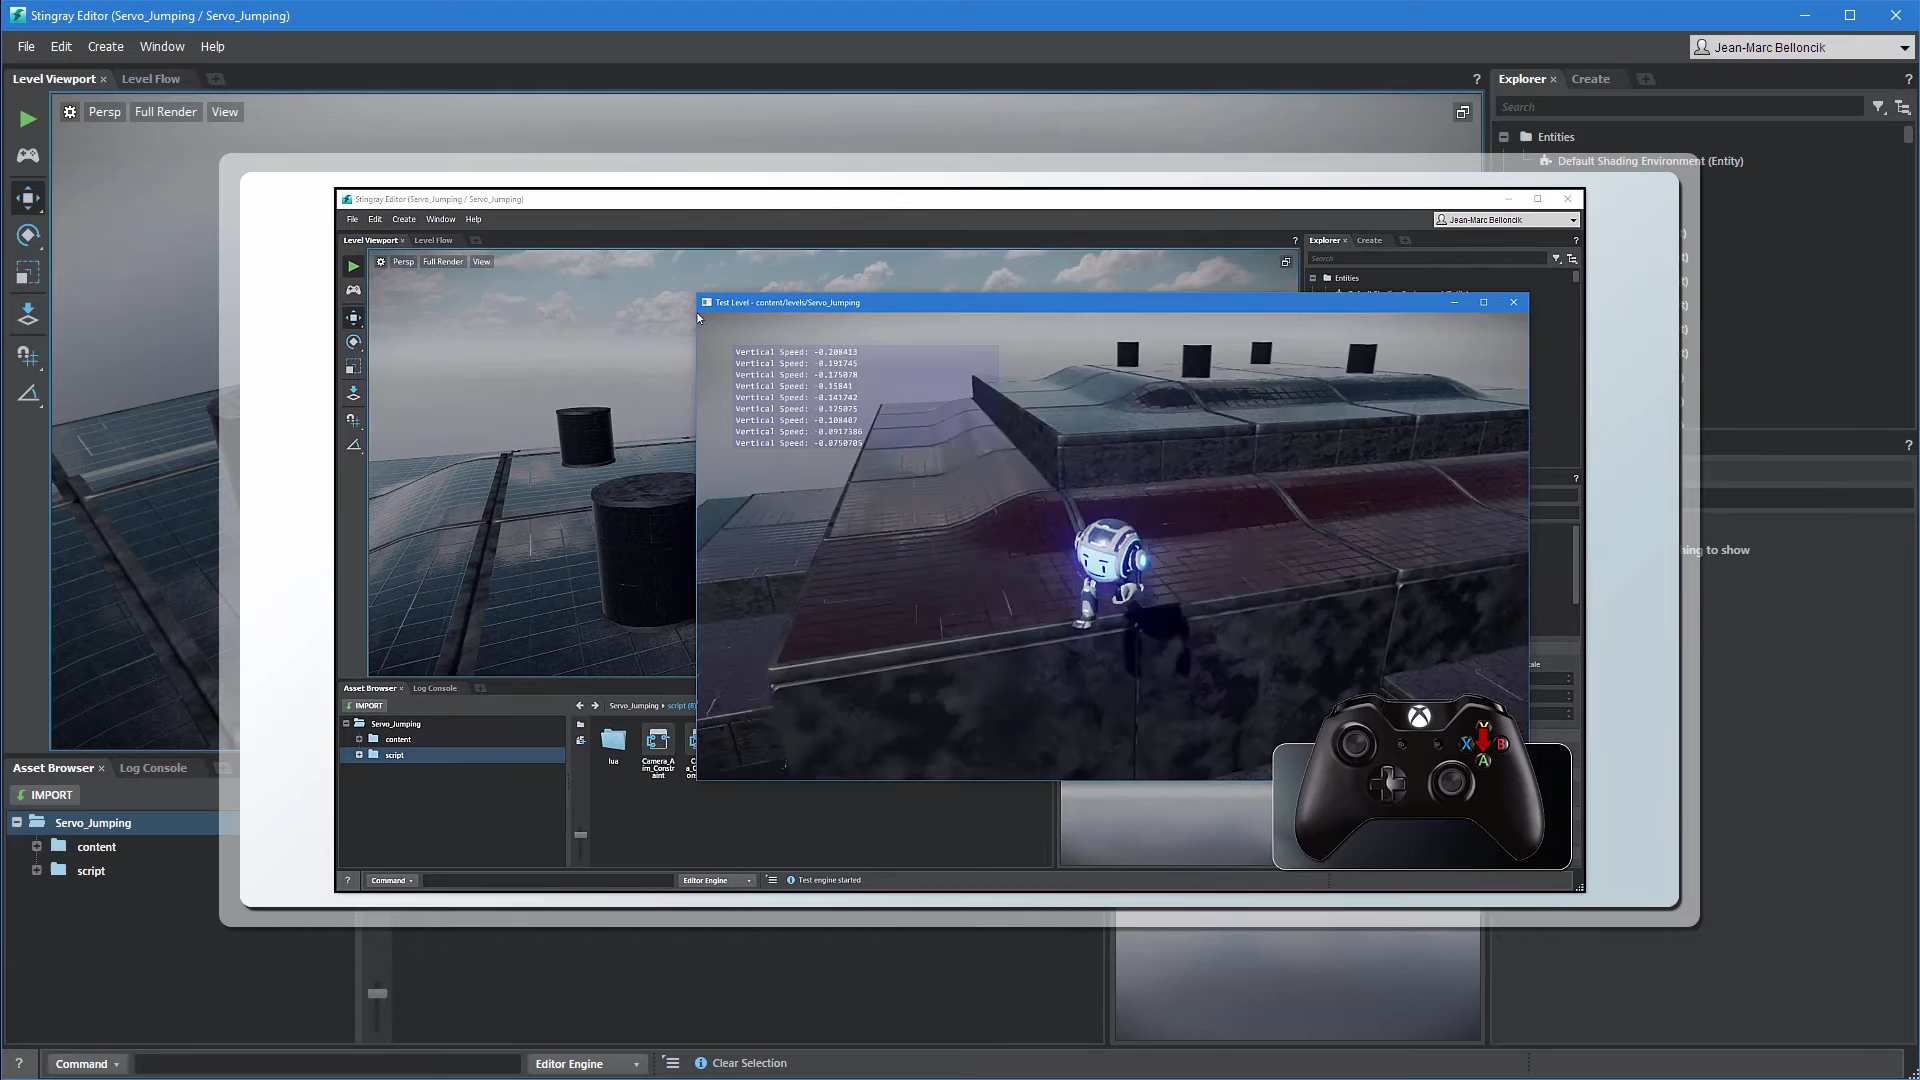 Stingray Editor (Servo_Jumping / Servo_Jumping)
File Edit Create Window Help
Jean-Marc Belloncik
Level Viewport × Level Flow
?
Explorer × Create
?
Persp Full Render View
Search
Entities
Default Shading Environment (Entity)
Stingray Editor (Servo_Jumping / Servo_Jumping)
File Edit Create Window Help
Jean-Marc Belloncik
Level Viewport × Level Flow
?
Explorer × Create
?
Persp Full Render View
Search
Entities
Test Level - content/levels/Servo_Jumping
Vertical Speed: -0.208413
Vertical Speed: -0.191745
Vertical Speed: -0.175078
Vertical Speed: -0.15841
Vertical Speed: -0.141742
Vertical Speed: -0.125075
Vertical Speed: -0.108407
Vertical Speed: -0.0917386
Vertical Speed: -0.0750705
?
?
to show
Asset Browser × Log Console
IMPORT
Servo_Jumping
content
script
Servo_Jumping ▸ script (8)
lua
Camera_A
im_Constr
aint
Y
X B
A
Command
Editor Engine
Test engine started
?
Asset Browser × Log Console
IMPORT
Servo_Jumping
content
script
?
Command
Editor Engine
Clear Selection